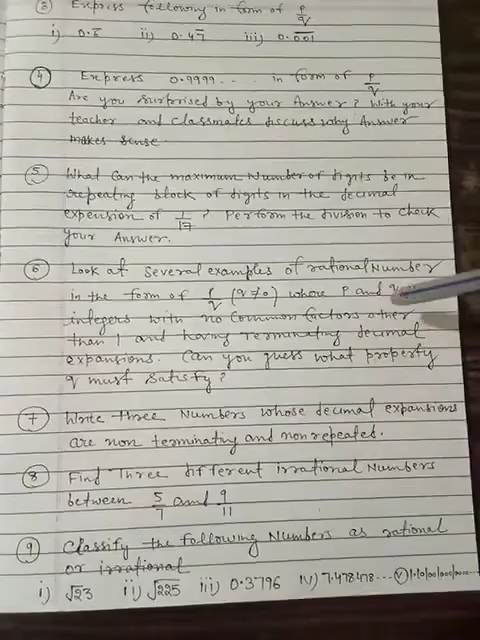 ③ Express following in form of p/q
i) 0.6̅ ii) 0.47̅ iii) 0.0̅0̅1̅
④ Express 0.9999... in form of p/q
Are you surprised by your Answer? With your
teacher and classmates discuss why Answer
makes sense.
⑤ What can the maximum Number of digits be in
repeating block of digits in the decimal
expension of 1/17? Perform the division to check
your Answer.
⑥ Look at several examples of rational Number
in the form of p/q (q≠0) whore P and q
integers with no common factors other
than 1 and having terminating decimal
expansions. Can you guess what property
q must satisfy?
⑦ Write three Numbers whose decimal expansions
are non terminating and non repeated.
⑧ Find Three different irrational Numbers
between 5/7 and 9/11
⑨ Classify the following Numbers as rational
or irrational
i) √23 ii) √225 iii) 0.3796 iv) 7.478478... v) 1.101001000...